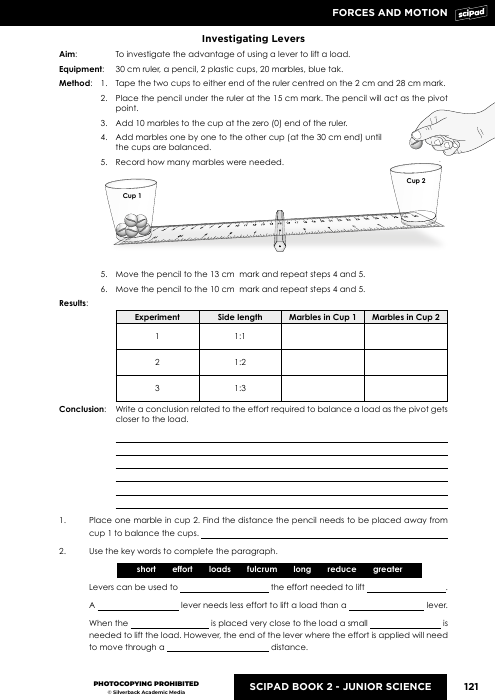 FORCES AND MOTION scipad
Investigating Levers
Aim: To investigate the advantage of using a lever to lift a load.
Equipment: 30 cm ruler, a pencil, 2 plastic cups, 20 marbles, blue tak.
Method: 1. Tape the two cups to either end of the ruler centred on the 2 cm and 28 cm mark.
2. Place the pencil under the ruler at the 15 cm mark. The pencil will act as the pivot
point.
3. Add 10 marbles to the cup at the zero (0) end of the ruler.
4. Add marbles one by one to the other cup (at the 30 cm end) until
the cups are balanced.
5. Record how many marbles were needed.
Cup 1
Cup 2
5. Move the pencil to the 13 cm mark and repeat steps 4 and 5.
6. Move the pencil to the 10 cm mark and repeat steps 4 and 5.
Results:
Experiment Side length Marbles in Cup 1 Marbles in Cup 2
1 1:1
2 1:2
3 1:3
Conclusion: Write a conclusion related to the effort required to balance a load as the pivot gets
closer to the load.
1. Place one marble in cup 2. Find the distance the pencil needs to be placed away from
cup 1 to balance the cups.
2. Use the key words to complete the paragraph.
short effort loads fulcrum long reduce greater
Levers can be used to the effort needed to lift .
A lever needs less effort to lift a load than a lever.
When the is placed very close to the load a small is
needed to lift the load. However, the end of the lever where the effort is applied will need
to move through a distance.
PHOTOCOPYING PROHIBITED
© Silverback Academic Media
SCIPAD BOOK 2 - JUNIOR SCIENCE
121